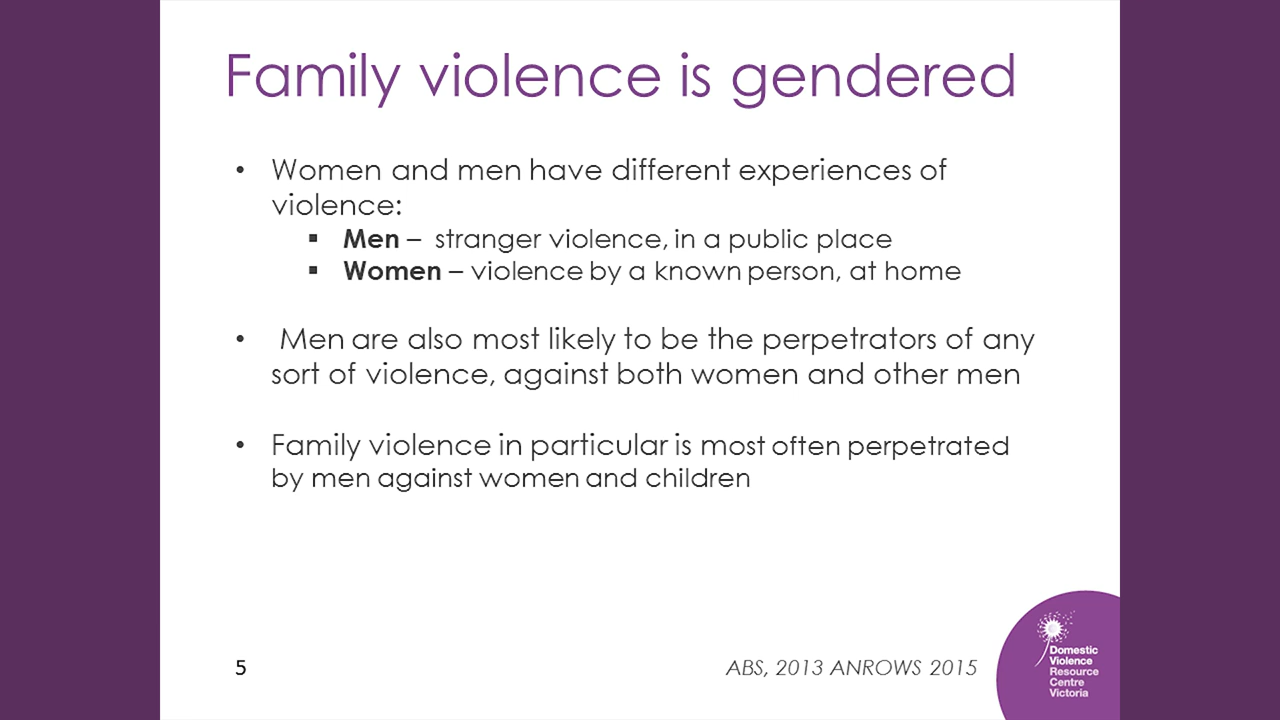 Family violence is gendered
• Women and men have different experiences of
violence:
▪ Men – stranger violence, in a public place
▪ Women – violence by a known person, at home
• Men are also most likely to be the perpetrators of any
sort of violence, against both women and other men
• Family violence in particular is most often perpetrated
by men against women and children
5
ABS, 2013 ANROWS 2015
Domestic
Violence
Resource
Centre
Victoria